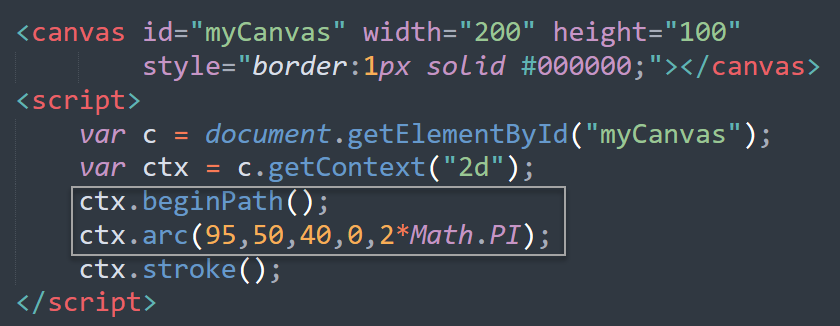 <canvas id="myCanvas" width="200" height="100"
style="border:1px solid #000000;"></canvas>
<script>
var c = document.getElementById("myCanvas");
var ctx = c.getContext("2d");
ctx.beginPath();
ctx.arc(95,50,40,0,2*Math.PI);
ctx.stroke();
</script>